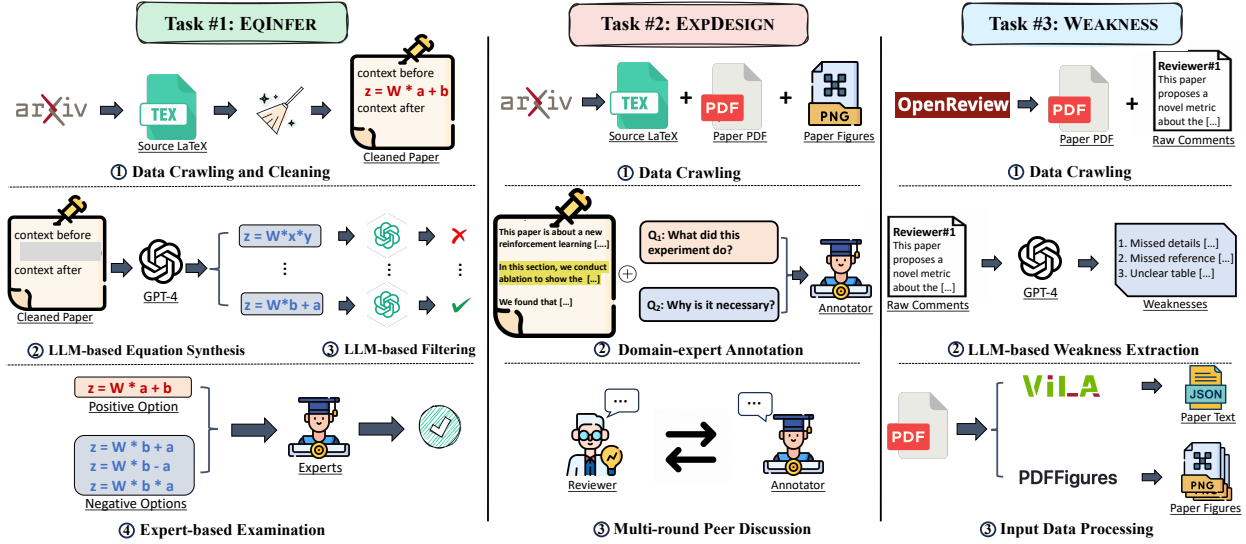 Task #1: EQINFER
arXiv
TEX
Source LaTeX
context before
z = W * a + b
context after
Cleaned Paper
① Data Crawling and Cleaning
context before
context after
Cleaned Paper
GPT-4
z = W*x*y
⋮
z = W*b + a
⋮
⋮
② LLM-based Equation Synthesis
③ LLM-based Filtering
z = W * a + b
Positive Option
z = W * b + a
z = W * b - a
z = W * b * a
Negative Options
Experts
④ Expert-based Examination
Task #2: EXPDESIGN
arXiv
TEX
Source LaTeX
+
PDF
Paper PDF
+
PNG
Paper Figures
① Data Crawling
This paper is about a new
reinforcement learning [....]
In this section, we conduct
ablation to show the [...]
We found that [...]
Q1: What did this
experiment do?
Q2: Why is it necessary?
Annotator
② Domain-expert Annotation
...
Reviewer
...
Annotator
③ Multi-round Peer Discussion
Task #3: WEAKNESS
OpenReview
PDF
Paper PDF
+
Reviewer#1
This paper
proposes a
novel metric
about the [...]
Raw Comments
① Data Crawling
Reviewer#1
This paper
proposes a
novel metric
about the [...]
Raw Comments
GPT-4
1. Missed details [...]
2. Missed reference [...]
3. Unclear table [...]
Weaknesses
② LLM-based Weakness Extraction
PDF
ViLA
JSON
Paper Text
PDFFigures
PNG
Paper Figures
③ Input Data Processing